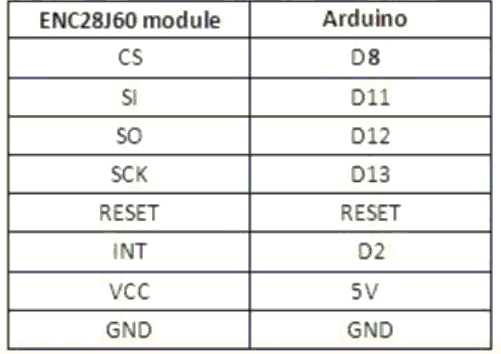 ENC28J60 module Arduino
CS D8
SI D11
SO D12
SCK D13
RESET RESET
INT D2
VCC 5V
GND GND